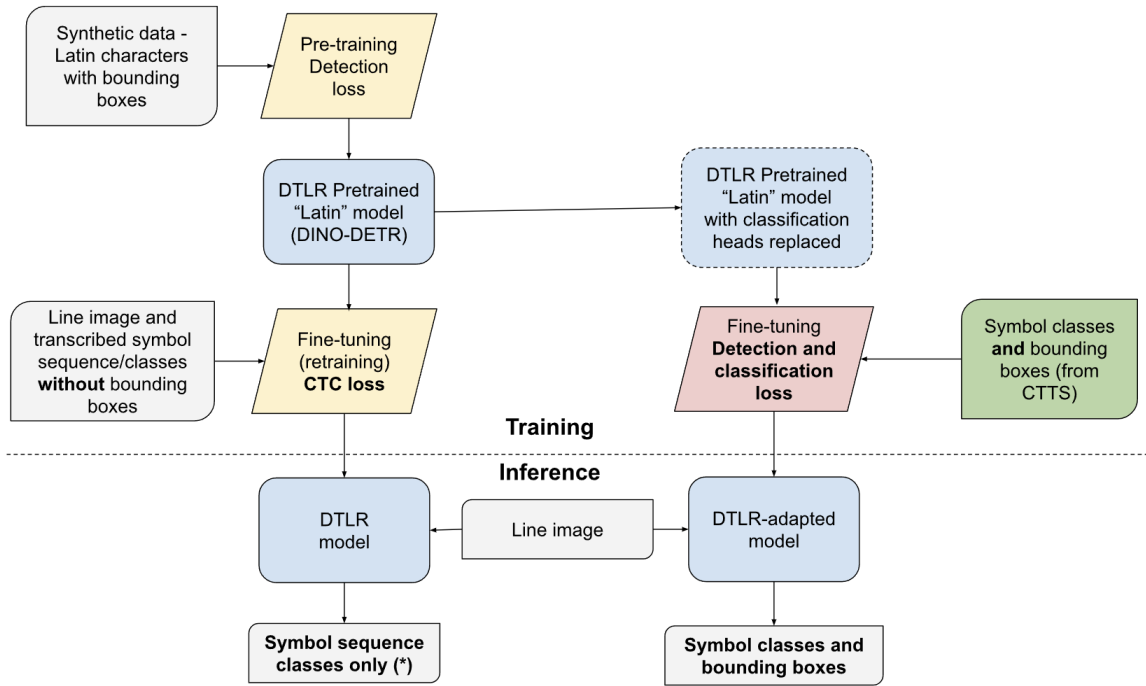 Synthetic data -
Latin characters
with bounding
boxes
Pre-training
Detection
loss
DTLR Pretrained
“Latin” model
(DINO-DETR)
DTLR Pretrained
“Latin” model
with classification
heads replaced
Line image and
transcribed symbol
sequence/classes
without bounding
boxes
Fine-tuning
(retraining)
CTC loss
Fine-tuning
Detection and
classification
loss
Symbol classes
and bounding
boxes (from
CTTS)
Training
Inference
DTLR
model
Line image
DTLR-adapted
model
Symbol sequence
classes only (*)
Symbol classes and
bounding boxes